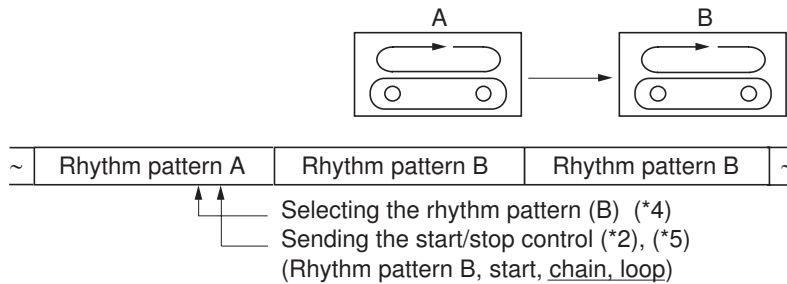 A B
~ Rhythm pattern A Rhythm pattern B Rhythm pattern B ~
Selecting the rhythm pattern (B) (*4)
Sending the start/stop control (*2), (*5)
(Rhythm pattern B, start, chain, loop)